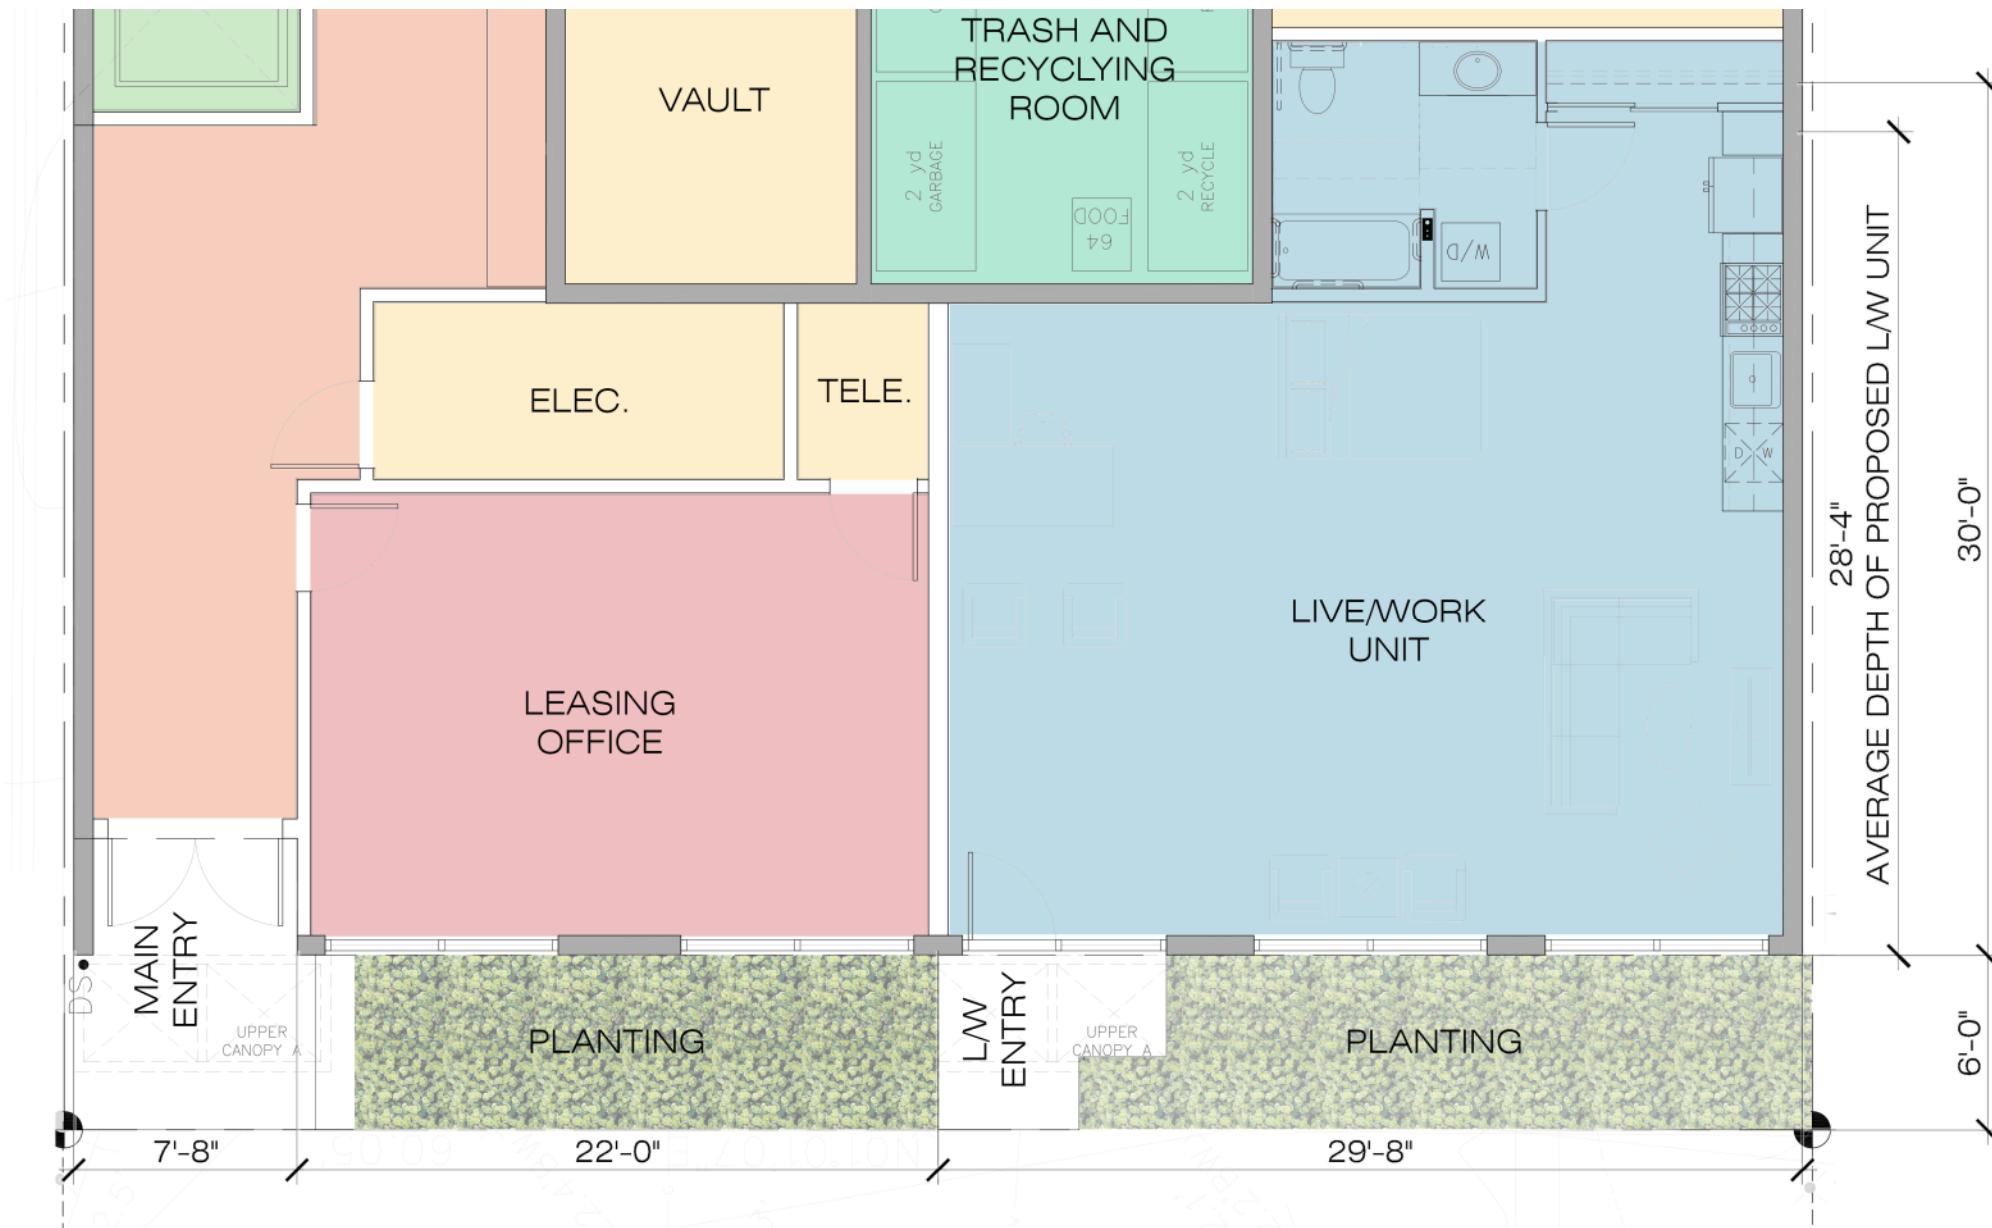 TRASH AND
RECYCLYING
ROOM
VAULT
2 yd
GARBAGE
2 yd
RECYCLE
64
FOOD
W/D
ELEC.
TELE.
D W
LIVE/WORK
UNIT
LEASING
OFFICE
28'-4"
AVERAGE DEPTH OF PROPOSED L/W UNIT
30'-0"
MAIN
ENTRY
DS
UPPER
CANOPY A
PLANTING
L/W
ENTRY
UPPER
CANOPY A
PLANTING
6'-0"
7'-8"
22'-0"
29'-8"